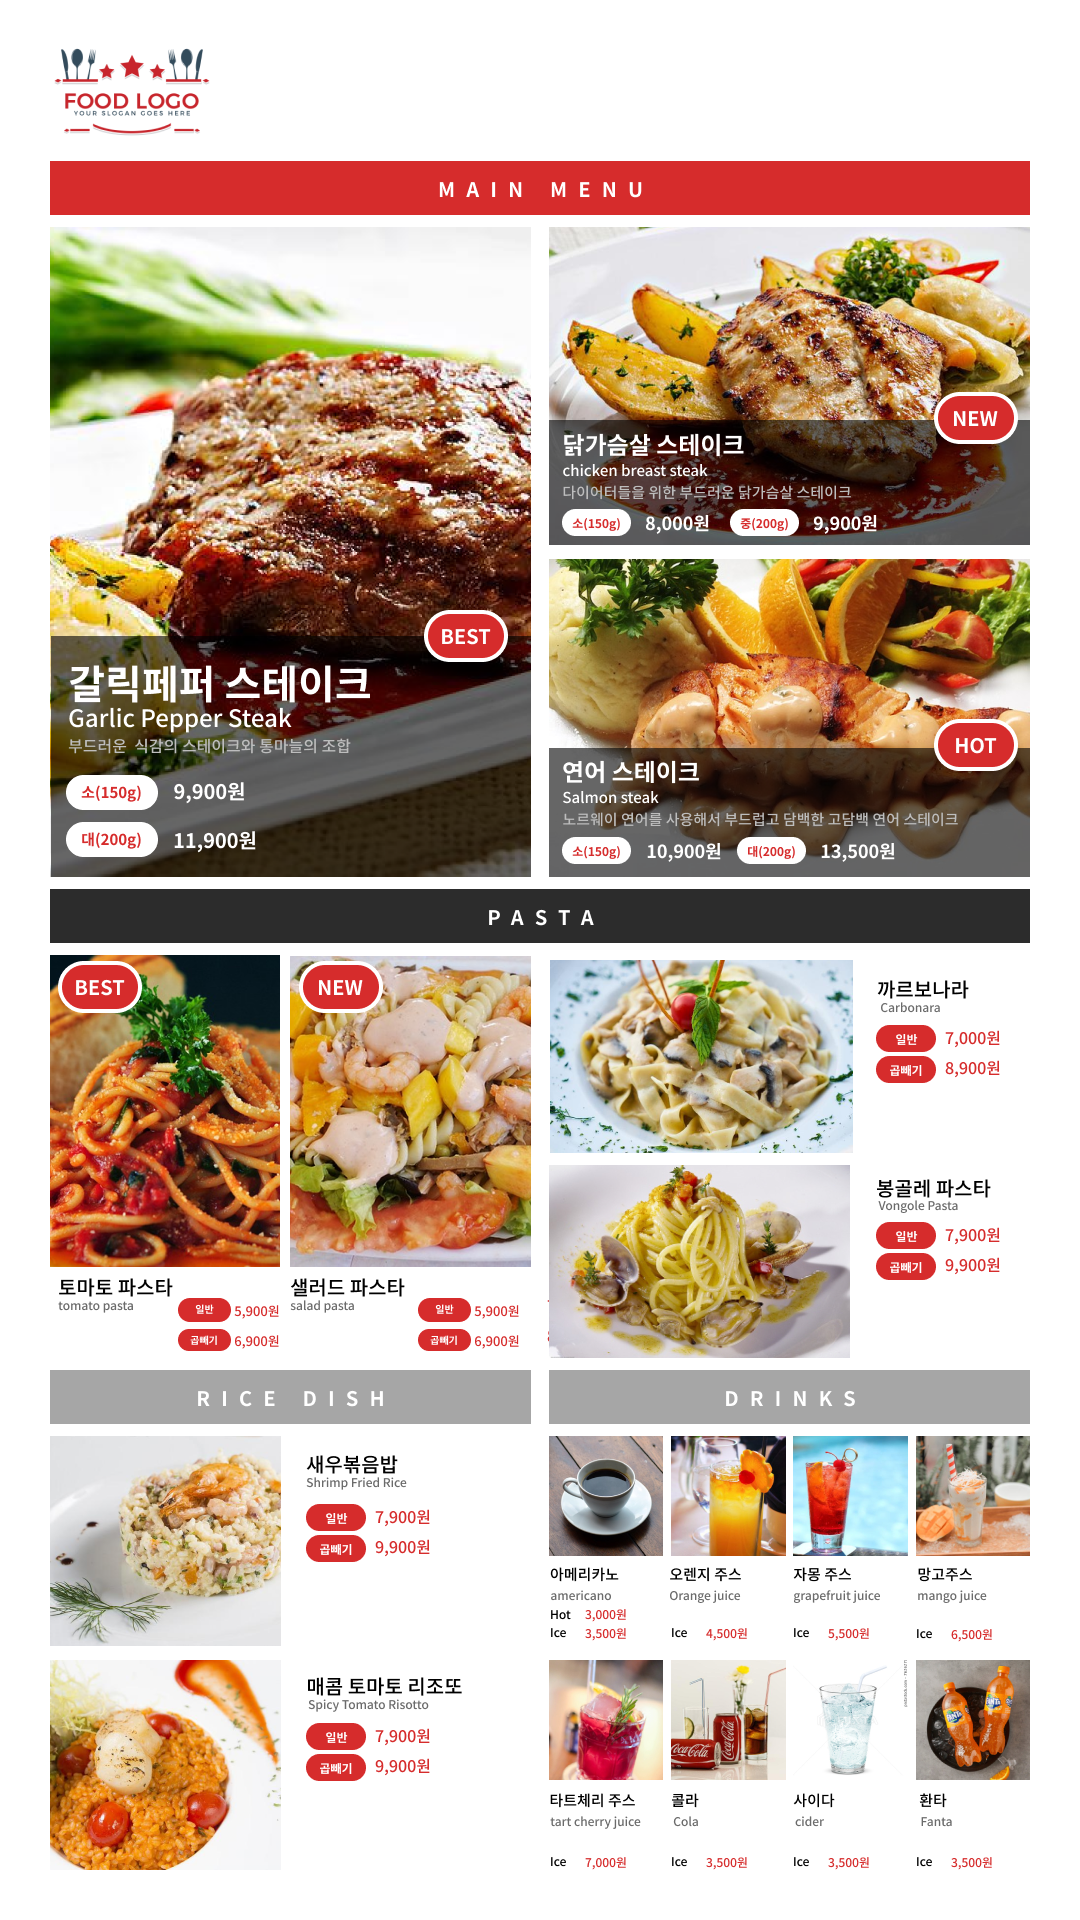 FOOD LOGO
YOUR SLOGAN GOES HERE
MAIN MENU
BEST
갈릭페퍼 스테이크
Garlic Pepper Steak
부드러운 식감의 스테이크와 통마늘의 조합
소(150g) 9,900원
대(200g) 11,900원
NEW
닭가슴살 스테이크
chicken breast steak
다이어터들을 위한 부드러운 닭가슴살 스테이크
소(150g) 8,000원 중(200g) 9,900원
HOT
연어 스테이크
Salmon steak
노르웨이 연어를 사용해서 부드럽고 담백한 고담백 연어 스테이크
소(150g) 10,900원 대(200g) 13,500원
PASTA
BEST
토마토 파스타
tomato pasta
일반 5,900원
곱빼기 6,900원
NEW
샐러드 파스타
salad pasta
일반 5,900원
곱빼기 6,900원
까르보나라
Carbonara
일반 7,000원
곱빼기 8,900원
봉골레 파스타
Vongole Pasta
일반 7,900원
곱빼기 9,900원
RICE DISH
새우볶음밥
Shrimp Fried Rice
일반 7,900원
곱빼기 9,900원
매콤 토마토 리조또
Spicy Tomato Risotto
일반 7,900원
곱빼기 9,900원
DRINKS
아메리카노
americano
Hot 3,000원
Ice 3,500원
오렌지 주스
Orange juice
Ice 4,500원
자몽 주스
grapefruit juice
Ice 5,500원
망고주스
mango juice
Ice 6,500원
타트체리 주스
tart cherry juice
Ice 7,000원
Coca-Cola
Coca-Cola
콜라
Cola
Ice 3,500원
사이다
cider
Ice 3,500원
환타
Fanta
Ice 3,500원